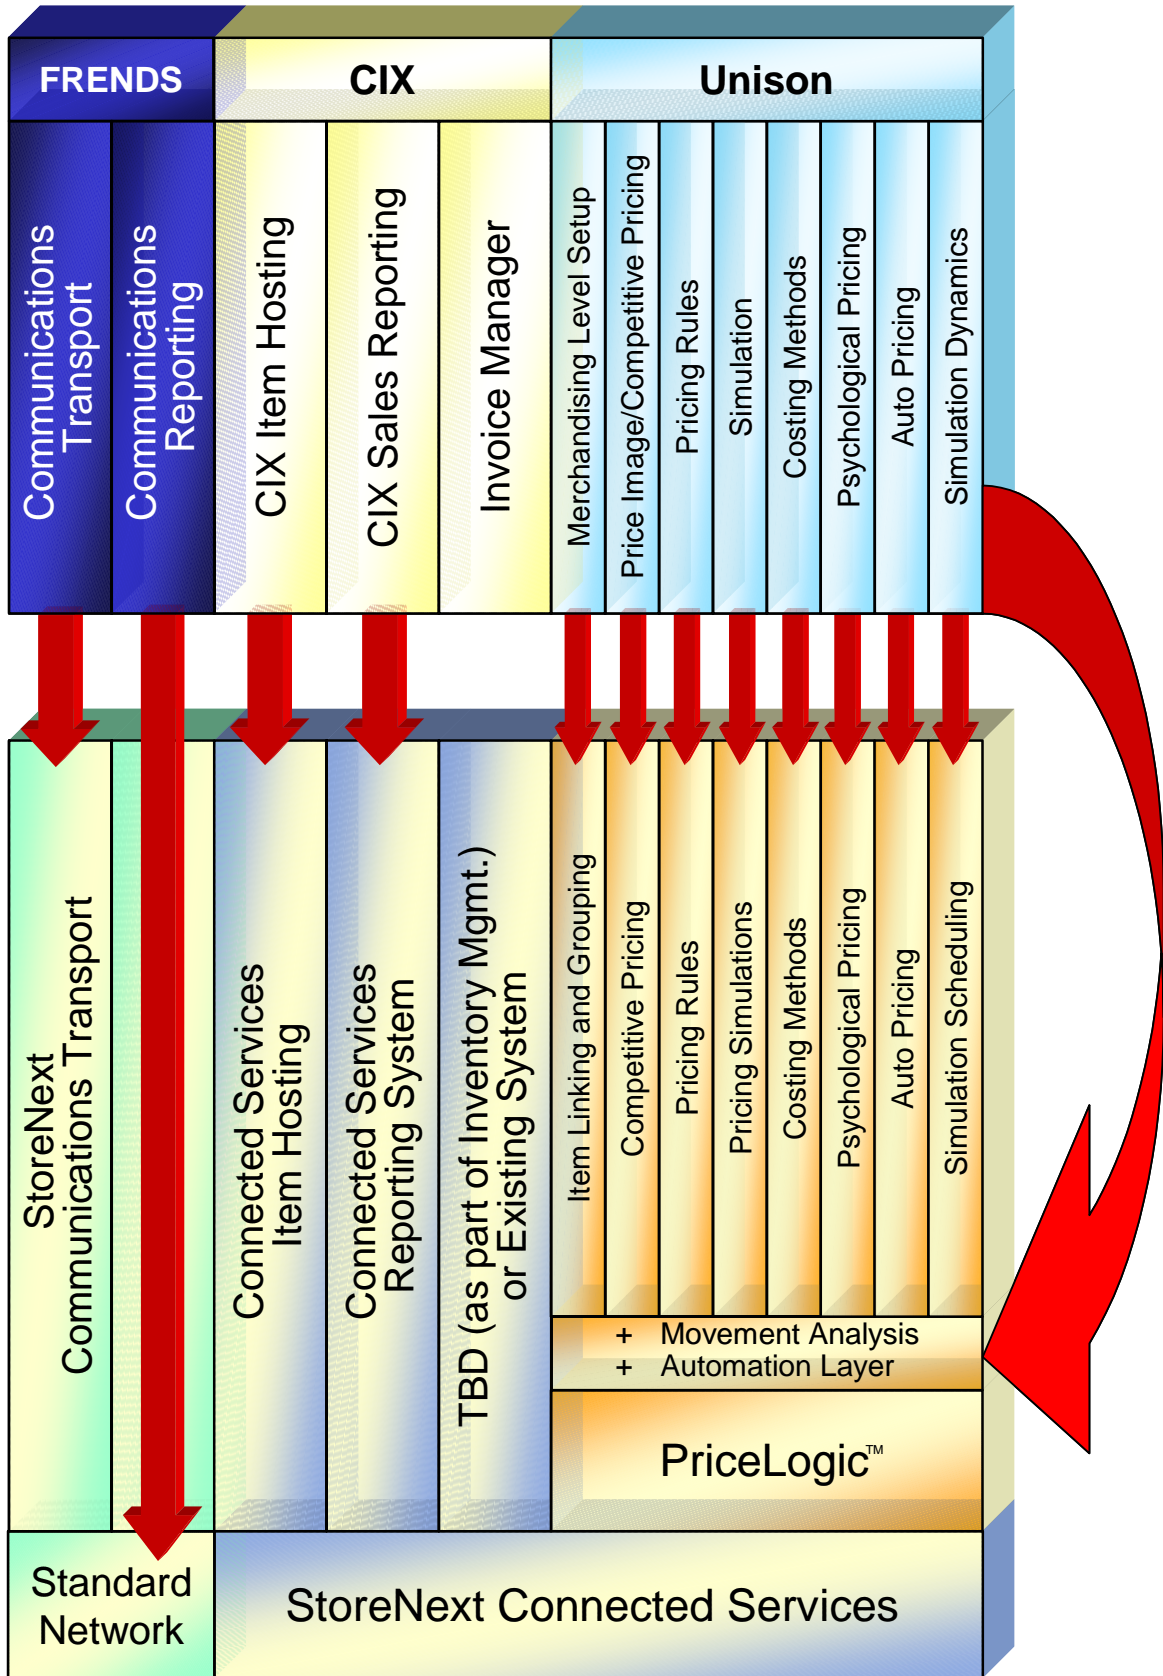 FRENDS
CIX
Unison
Communications
Transport
Communications
Reporting
CIX Item Hosting
CIX Sales Reporting
Invoice Manager
Merchandising Level Setup
Price Image/Competitive Pricing
Pricing Rules
Simulation
Costing Methods
Psychological Pricing
Auto Pricing
Simulation Dynamics
StoreNext
Communications Transport
Connected Services
Item Hosting
Connected Services
Reporting System
TBD (as part of Inventory Mgmt.)
or Existing System
Item Linking and Grouping
Competitive Pricing
Pricing Rules
Pricing Simulations
Costing Methods
Psychological Pricing
Auto Pricing
Simulation Scheduling
+ Movement Analysis
+ Automation Layer
PriceLogic™
Standard
Network
StoreNext Connected Services